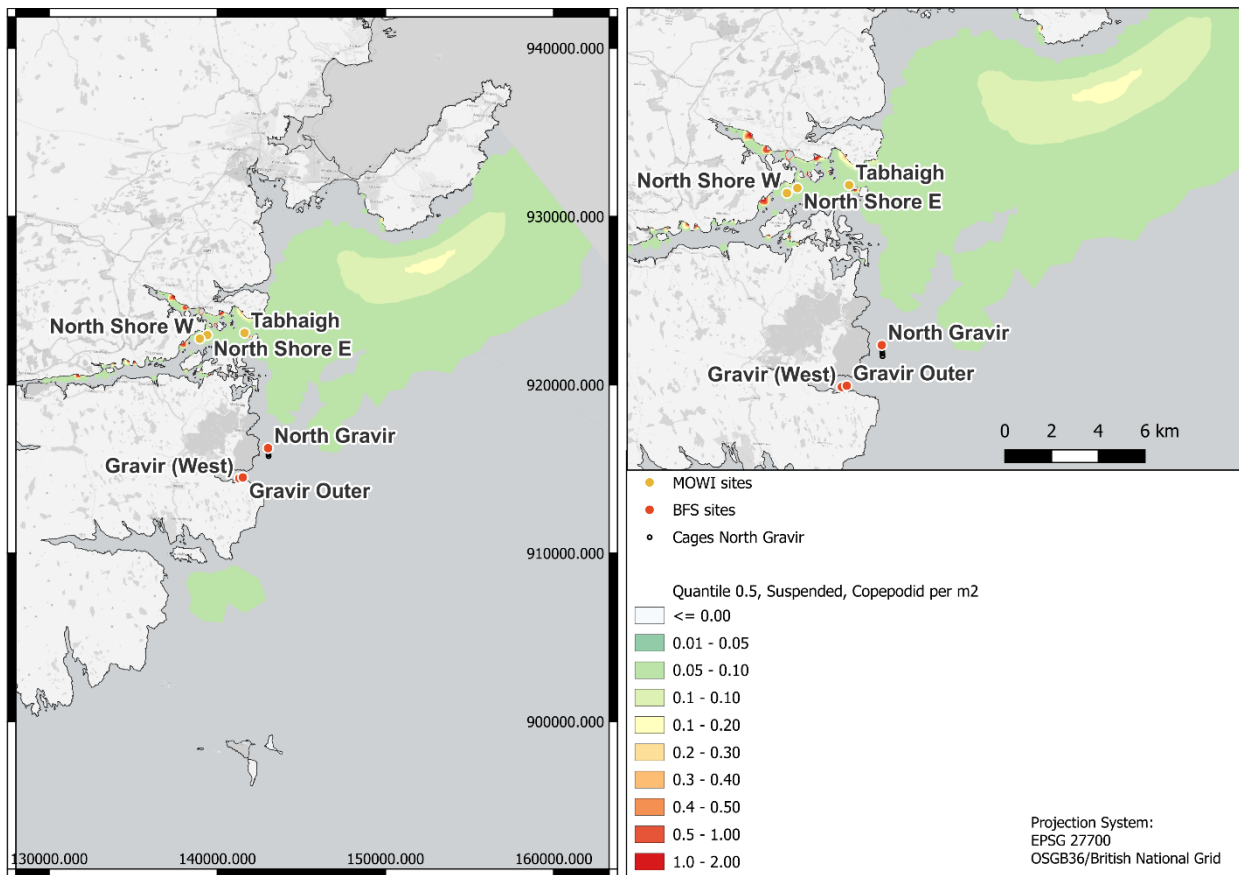 940000.000
930000.000
920000.000
910000.000
900000.000
130000.000
140000.000
150000.000
160000.000
North Shore W
Tabhaigh
North Shore E
North Gravir
Gravir (West)
Gravir Outer
Tabhaigh
North Shore W
North Shore E
North Gravir
Gravir (West)
Gravir Outer
0 2 4 6 km
MOWI sites
BFS sites
Cages North Gravir
Quantile 0.5, Suspended, Copepodid per m2
<= 0.00
0.01 - 0.05
0.05 - 0.10
0.1 - 0.10
0.1 - 0.20
0.2 - 0.30
0.3 - 0.40
0.4 - 0.50
0.5 - 1.00
1.0 - 2.00
Projection System:
EPSG 27700
OSGB36/British National Grid